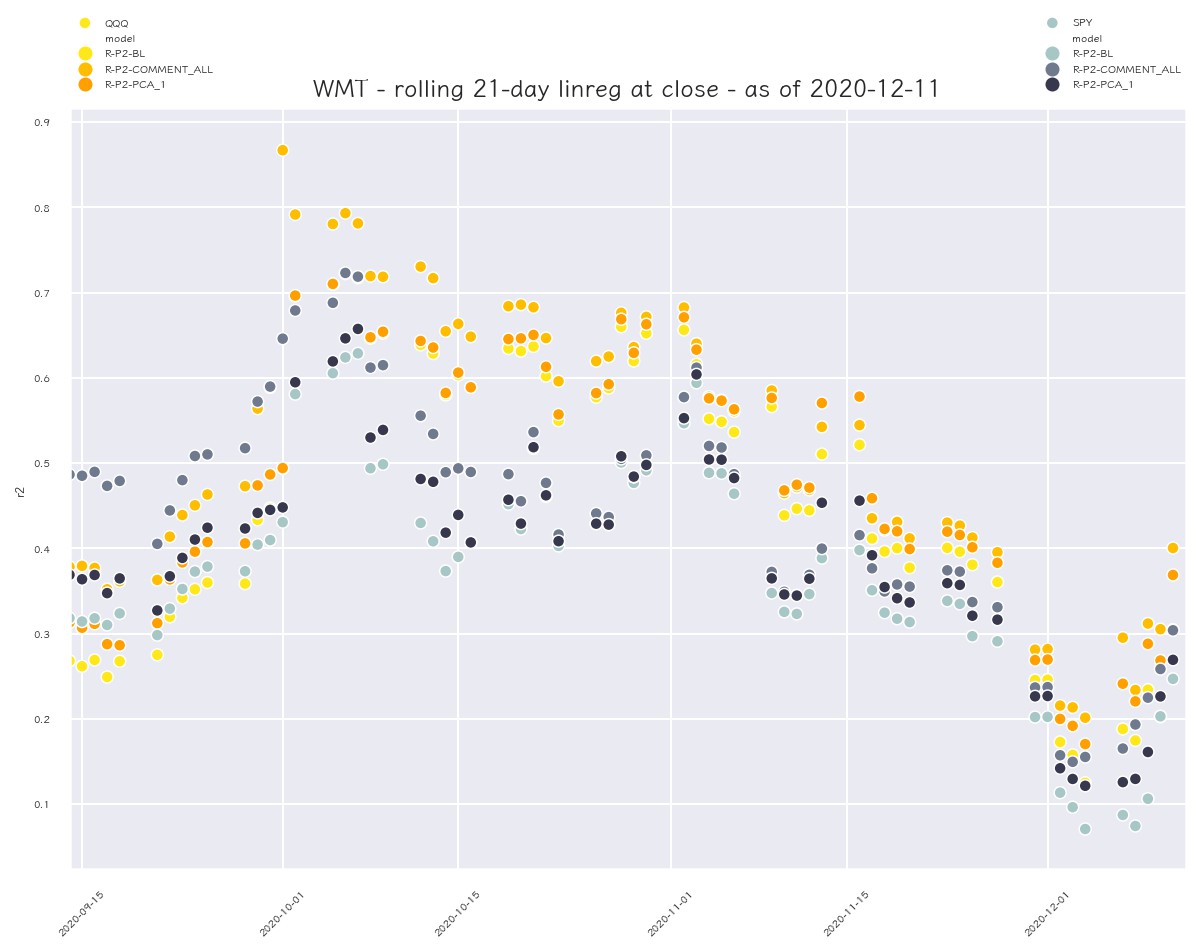 QQQ
model
R-P2-BL
R-P2-COMMENT_ALL
R-P2-PCA_1
SPY
model
R-P2-BL
R-P2-COMMENT_ALL
R-P2-PCA_1
WMT - rolling 21-day linreg at close - as of 2020-12-11
0.9
0.8
0.7
0.6
0.5
0.4
0.3
0.2
0.1
r2
2020-09-15
2020-10-01
2020-10-15
2020-11-01
2020-11-15
2020-12-01